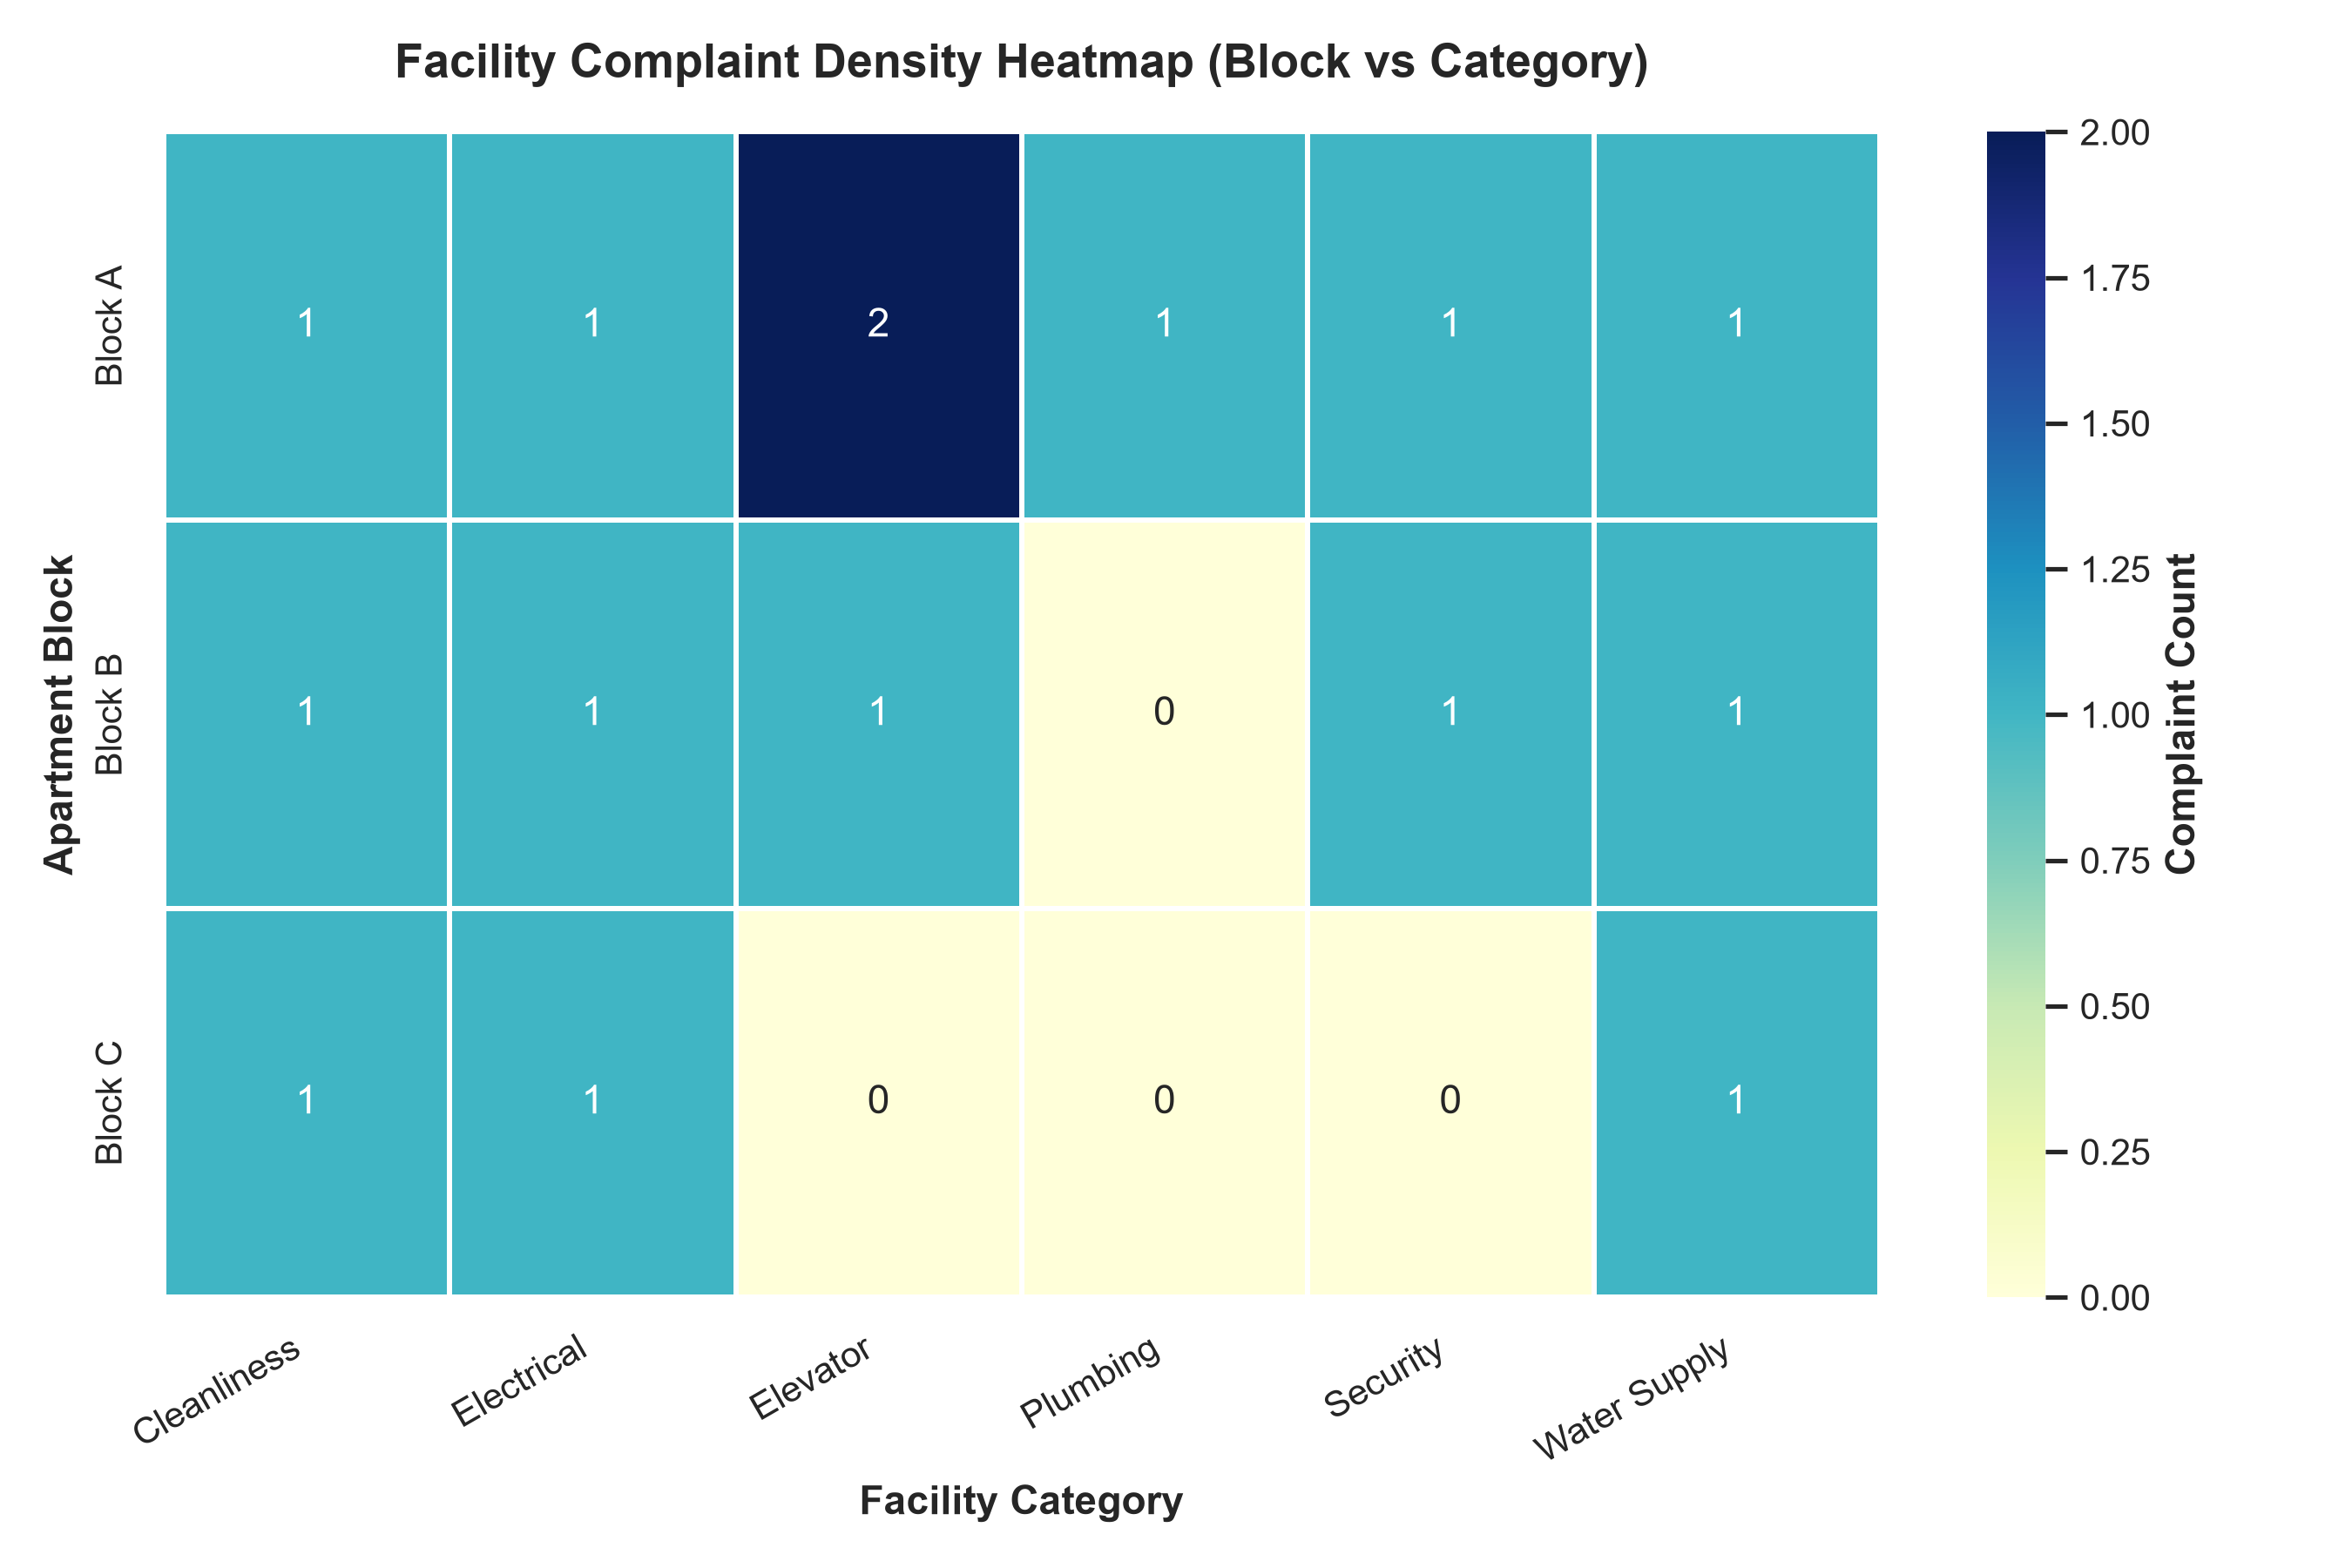 Facility Complaint Density Heatmap (Block vs Category)
Apartment Block
Block A
1 1 2 1 1 1
Block B
1 1 1 0 1 1
Block C
1 1 0 0 0 1
Cleanliness Electrical Elevator Plumbing Security Water Supply
Facility Category
2.00
1.75
1.50
1.25
1.00
0.75
0.50
0.25
0.00
Complaint Count